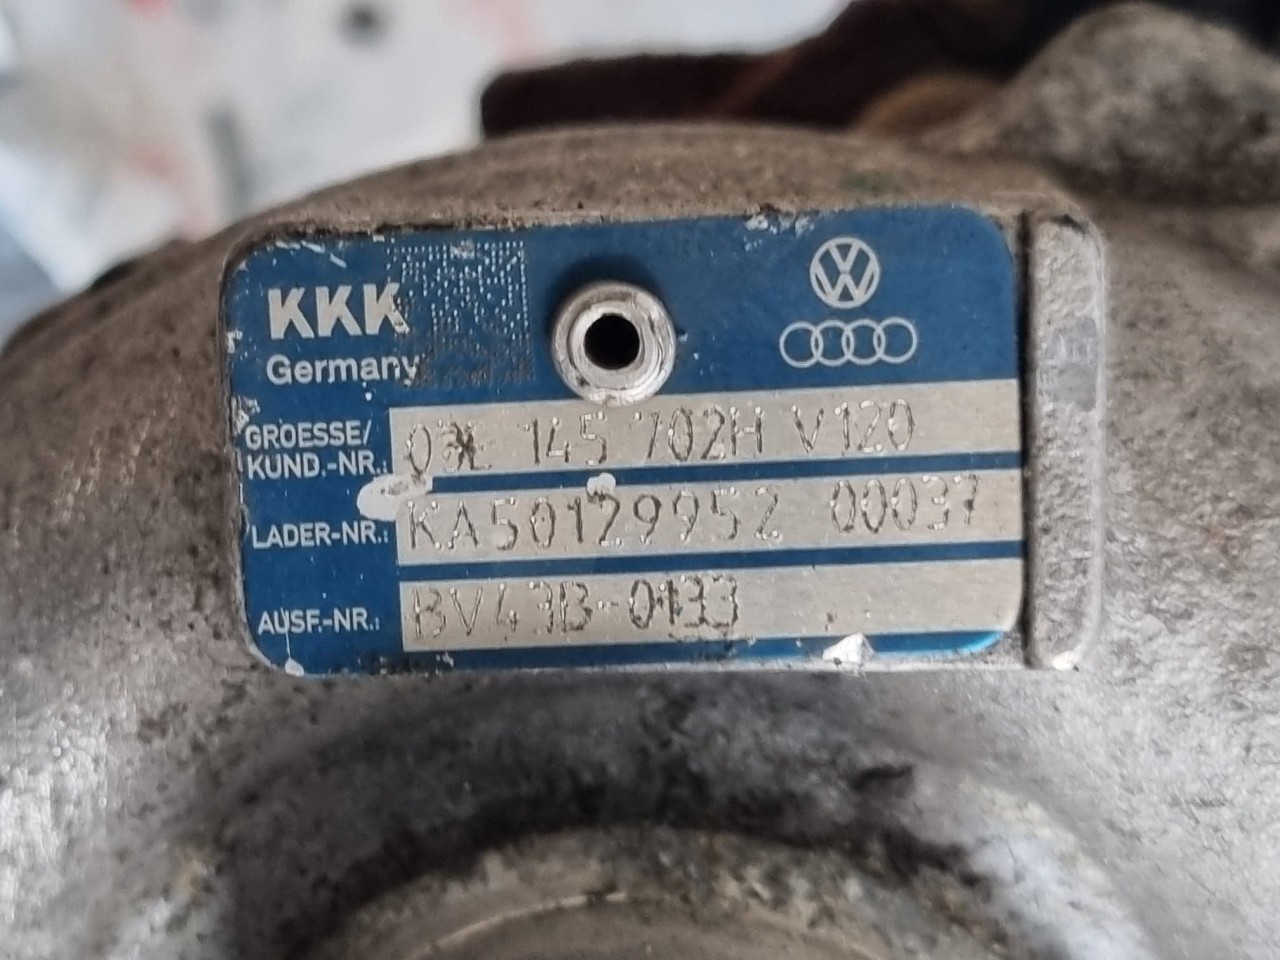 KKK
Germany
GROESSE/
KUND.-NR.: 03L 145 702H V120
LADER-NR.: KA50129952 00037
AUSF.-NR.: BV43B-0133